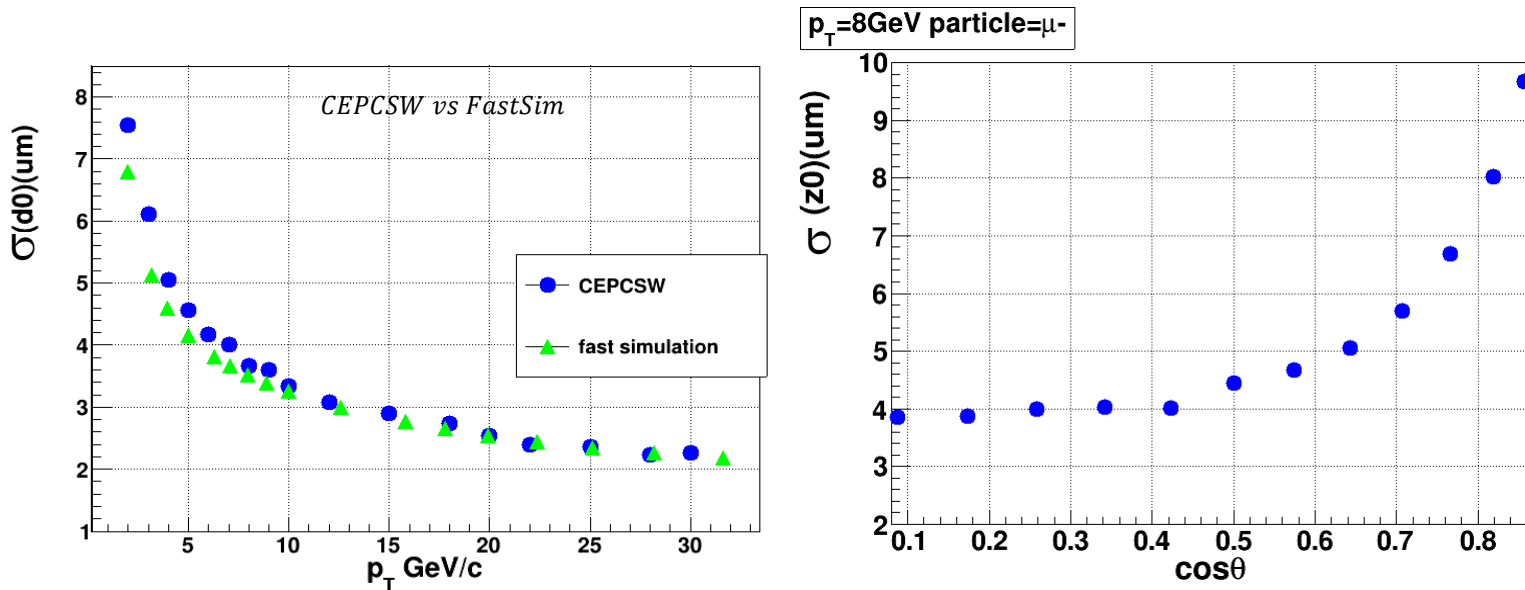 CEPCSW vs FastSim
σ(d0)(um)
8
7
6
5
4
3
2
1
CEPCSW
fast simulation
5 10 15 20 25 30
p_T GeV/c
p_T=8GeV particle=μ-
σ (z0)(um)
10
9
8
7
6
5
4
3
2
0.1 0.2 0.3 0.4 0.5 0.6 0.7 0.8
cosθ